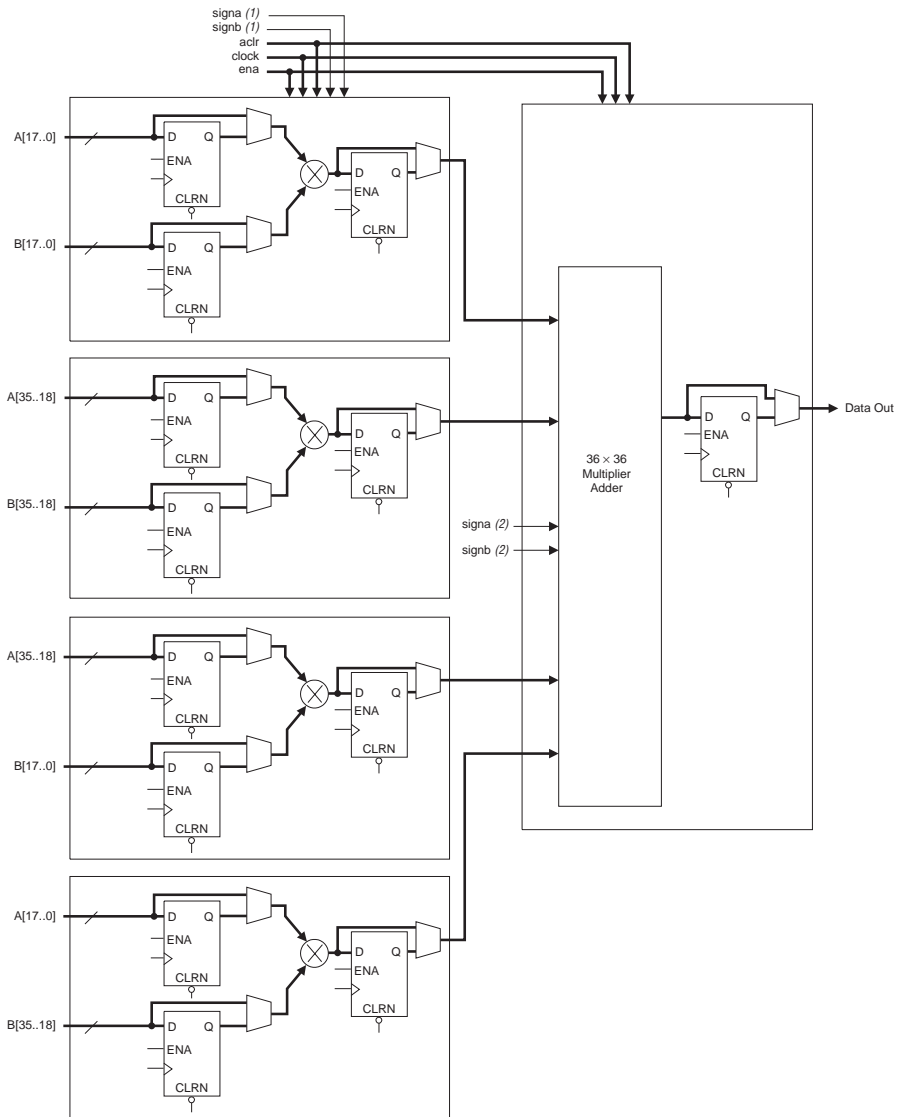 signa (1)
signb (1)
aclr
clock
ena
A[17..0]
D Q
ENA
CLRN
D Q
ENA
CLRN
B[17..0]
D Q
ENA
CLRN
A[35..18]
D Q
ENA
CLRN
D Q
ENA
CLRN
B[35..18]
D Q
ENA
CLRN
36 × 36
Multiplier
Adder
signa (2)
signb (2)
D Q
ENA
CLRN
Data Out
A[35..18]
D Q
ENA
CLRN
D Q
ENA
CLRN
B[17..0]
D Q
ENA
CLRN
A[17..0]
D Q
ENA
CLRN
D Q
ENA
CLRN
B[35..18]
D Q
ENA
CLRN